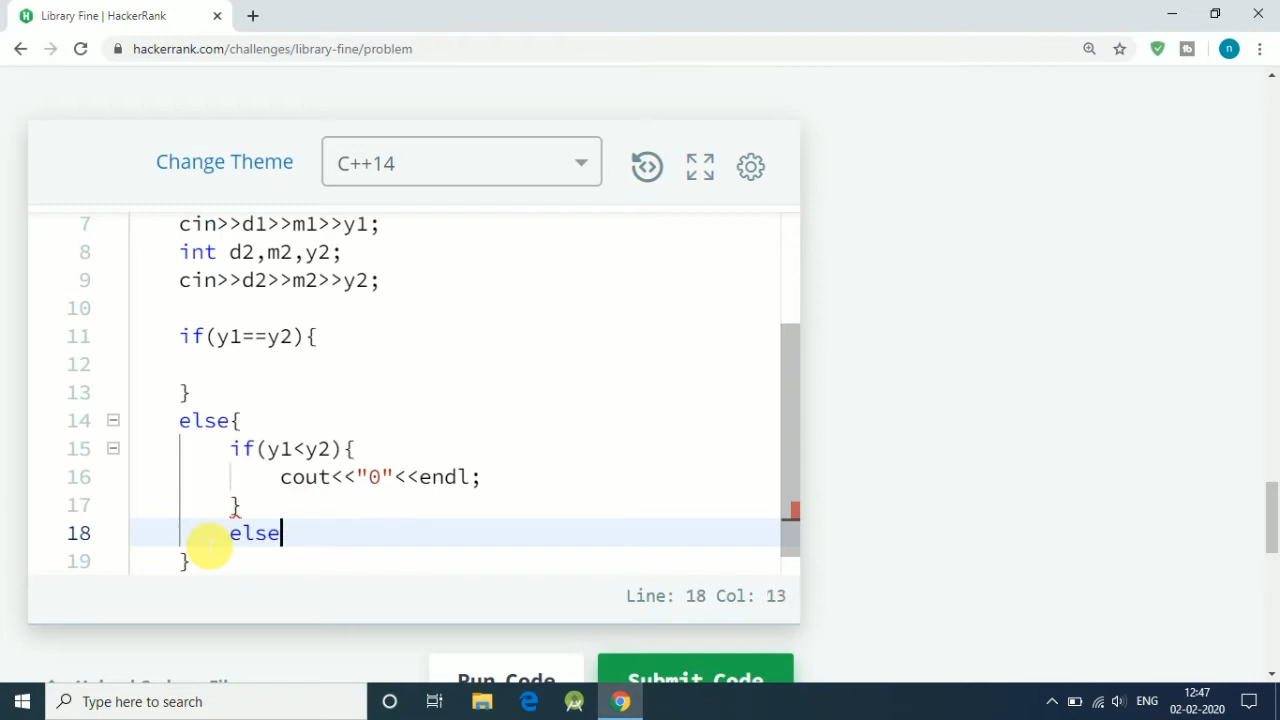 Library Fine | HackerRank
hackerrank.com/challenges/library-fine/problem
n
Change Theme
C++14
7 cin>>d1>>m1>>y1;
8 int d2,m2,y2;
9 cin>>d2>>m2>>y2;
10
11 if(y1==y2){
12
13 }
14 else{
15 if(y1<y2){
16 cout<<"0"<<endl;
17 }
18 else
19 }
Line: 18 Col: 13
Run Code
Submit Code
Type here to search
ENG
12:47
02-02-2020